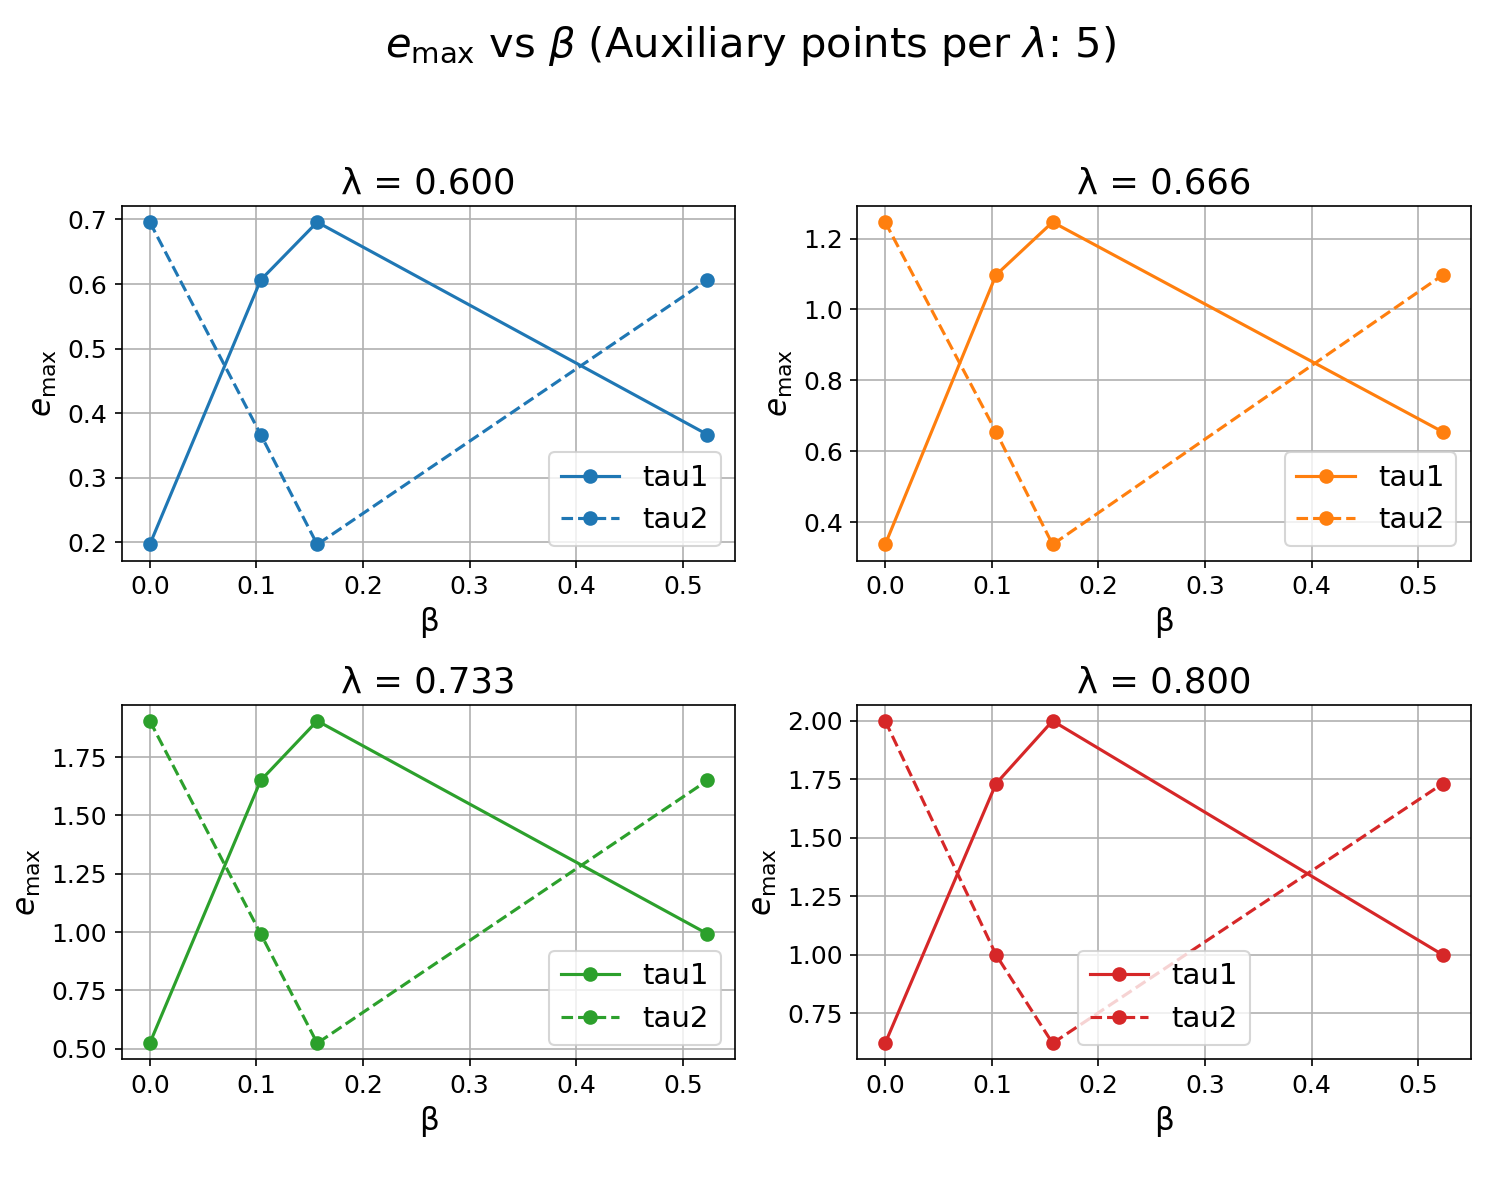 e_max vs β (Auxiliary points per λ: 5)
λ = 0.600
0.7
0.6
0.5
0.4
0.3
0.2
e_max
tau1
tau2
0.0 0.1 0.2 0.3 0.4 0.5
β
λ = 0.666
1.2
1.0
0.8
0.6
0.4
e_max
tau1
tau2
0.0 0.1 0.2 0.3 0.4 0.5
β
λ = 0.733
1.75
1.50
1.25
1.00
0.75
0.50
e_max
tau1
tau2
0.0 0.1 0.2 0.3 0.4 0.5
β
λ = 0.800
2.00
1.75
1.50
1.25
1.00
0.75
e_max
tau1
tau2
0.0 0.1 0.2 0.3 0.4 0.5
β